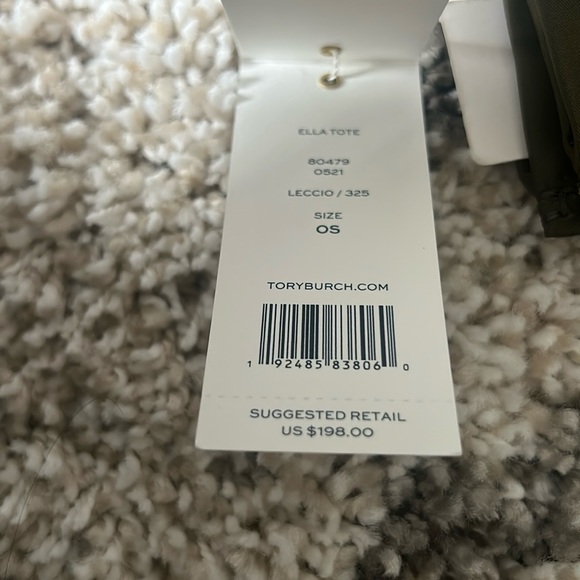 ELLA TOTE
80479
0521
LECCIO / 325
SIZE
OS
TORYBURCH.COM
1 92485 83806 0
SUGGESTED RETAIL
US $198.00